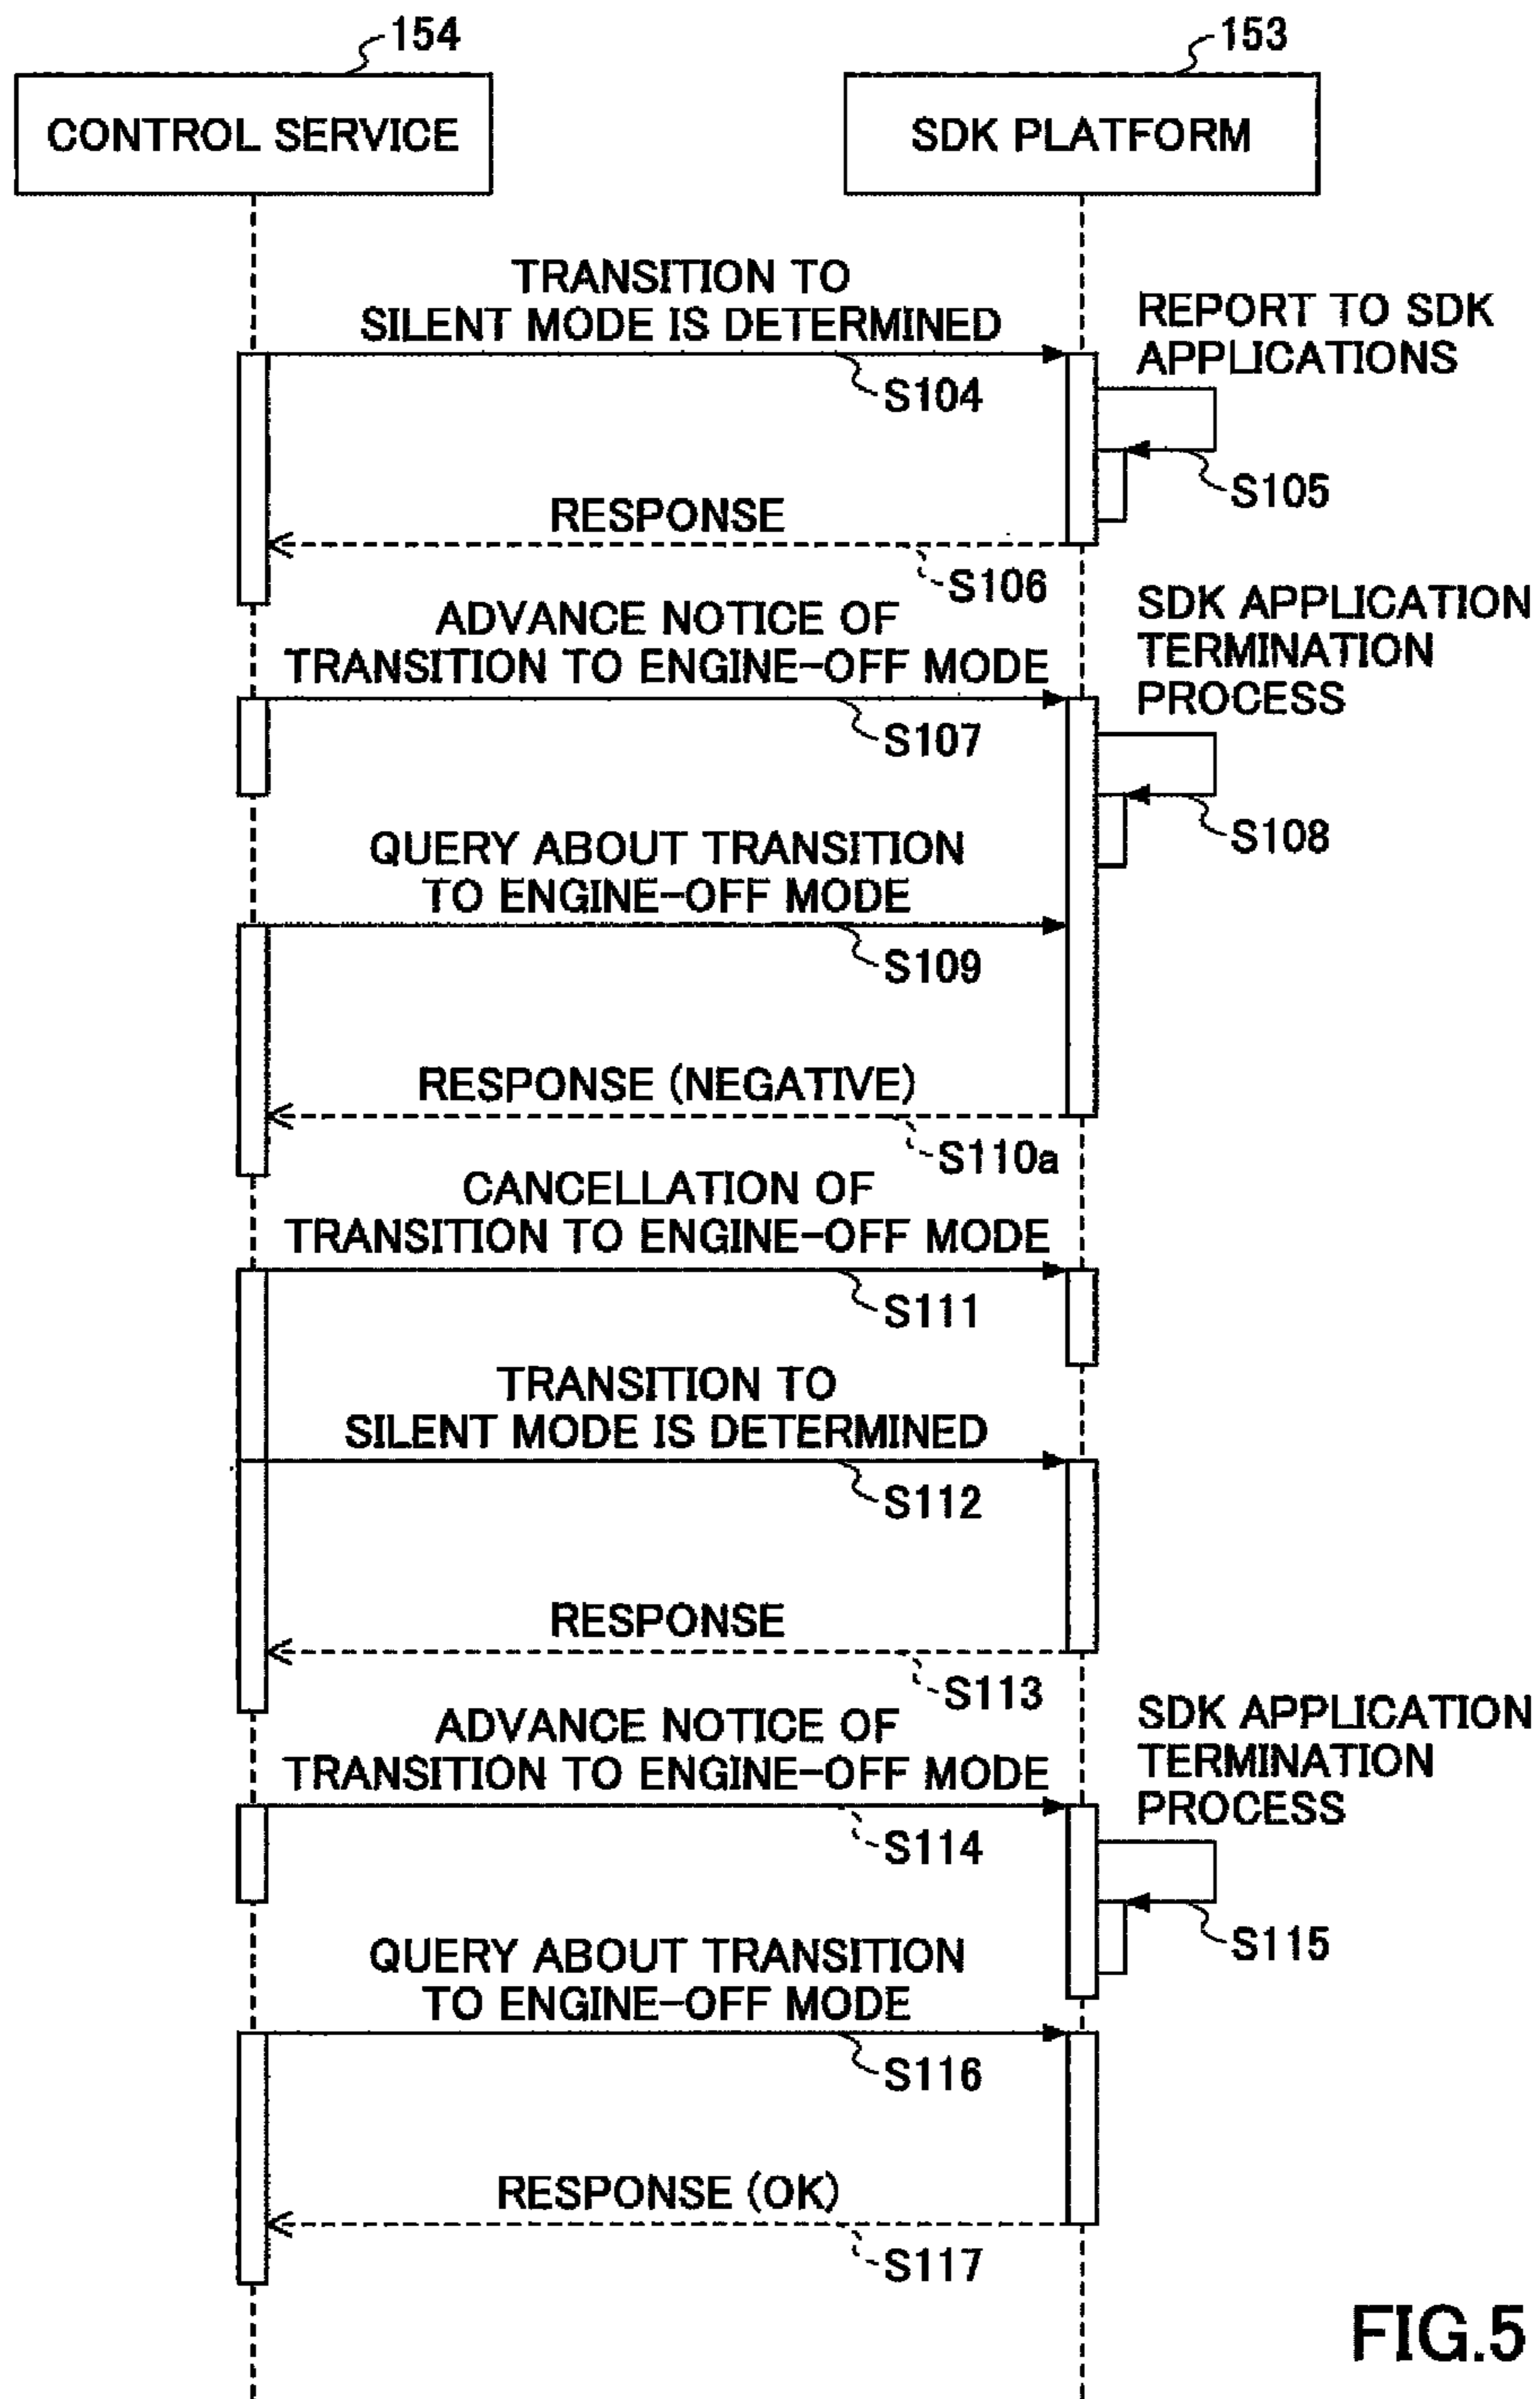 154
153
CONTROL SERVICE
SDK PLATFORM
TRANSITION TO
SILENT MODE IS DETERMINED
REPORT TO SDK
APPLICATIONS
S104
S105
RESPONSE
S106
ADVANCE NOTICE OF
TRANSITION TO ENGINE-OFF MODE
SDK APPLICATION
TERMINATION
PROCESS
S107
S108
QUERY ABOUT TRANSITION
TO ENGINE-OFF MODE
S109
RESPONSE (NEGATIVE)
S110a
CANCELLATION OF
TRANSITION TO ENGINE-OFF MODE
S111
TRANSITION TO
SILENT MODE IS DETERMINED
S112
RESPONSE
S113
ADVANCE NOTICE OF
TRANSITION TO ENGINE-OFF MODE
SDK APPLICATION
TERMINATION
PROCESS
S114
S115
QUERY ABOUT TRANSITION
TO ENGINE-OFF MODE
S116
RESPONSE (OK)
S117
FIG.5